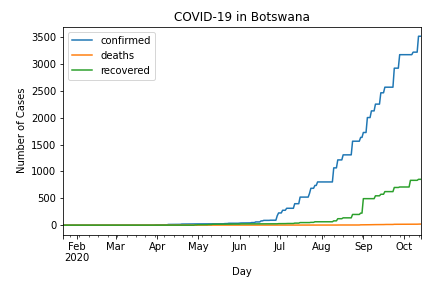 COVID-19 in Botswana
3500
3000
2500
2000
1500
1000
500
0
Number of Cases
confirmed
deaths
recovered
Feb Mar Apr May Jun Jul Aug Sep Oct
2020
Day